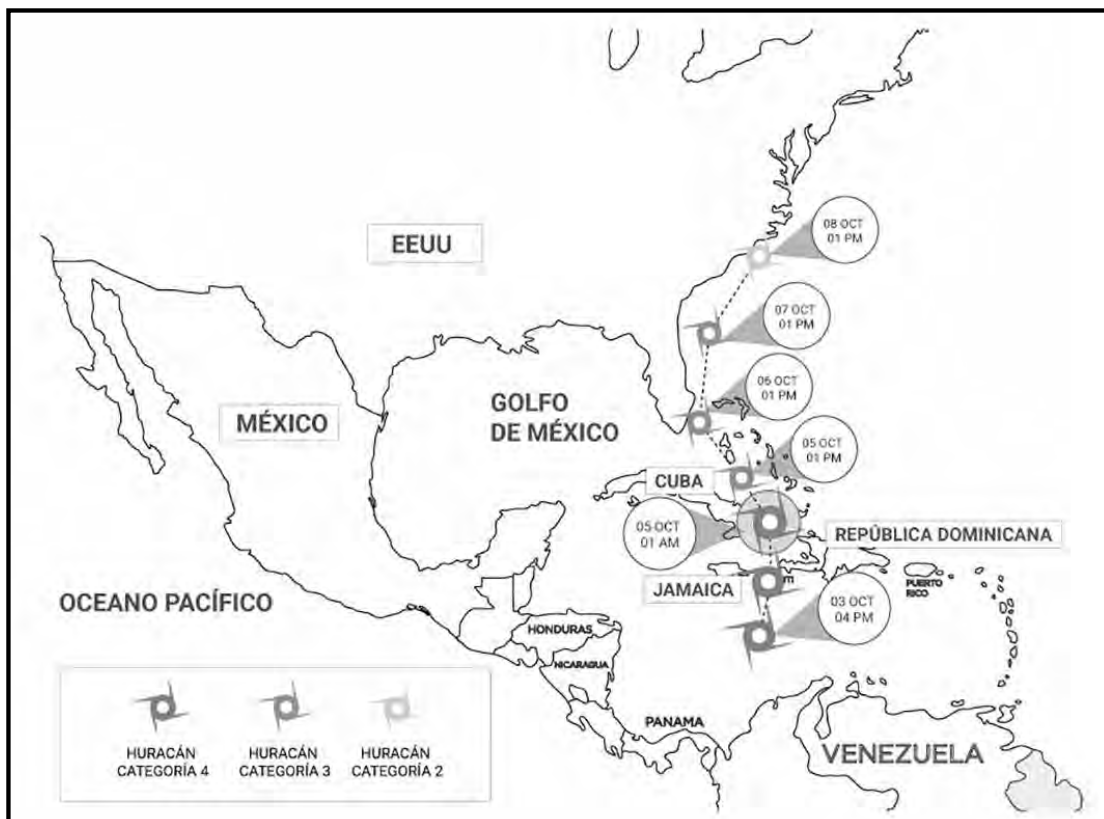 08 OCT
01 PM
EEUU
07 OCT
01 PM
06 OCT
01 PM
GOLFO
DE MÉXICO
MÉXICO
05 OCT
01 PM
CUBA
05 OCT
01 AM
REPÚBLICA DOMINICANA
JAMAICA
PUERTO
RICO
OCEANO PACÍFICO
03 OCT
04 PM
HONDURAS
NICARAGUA
PANAMA
VENEZUELA
HURACÁN
CATEGORÍA 4
HURACÁN
CATEGORÍA 3
HURACÁN
CATEGORÍA 2